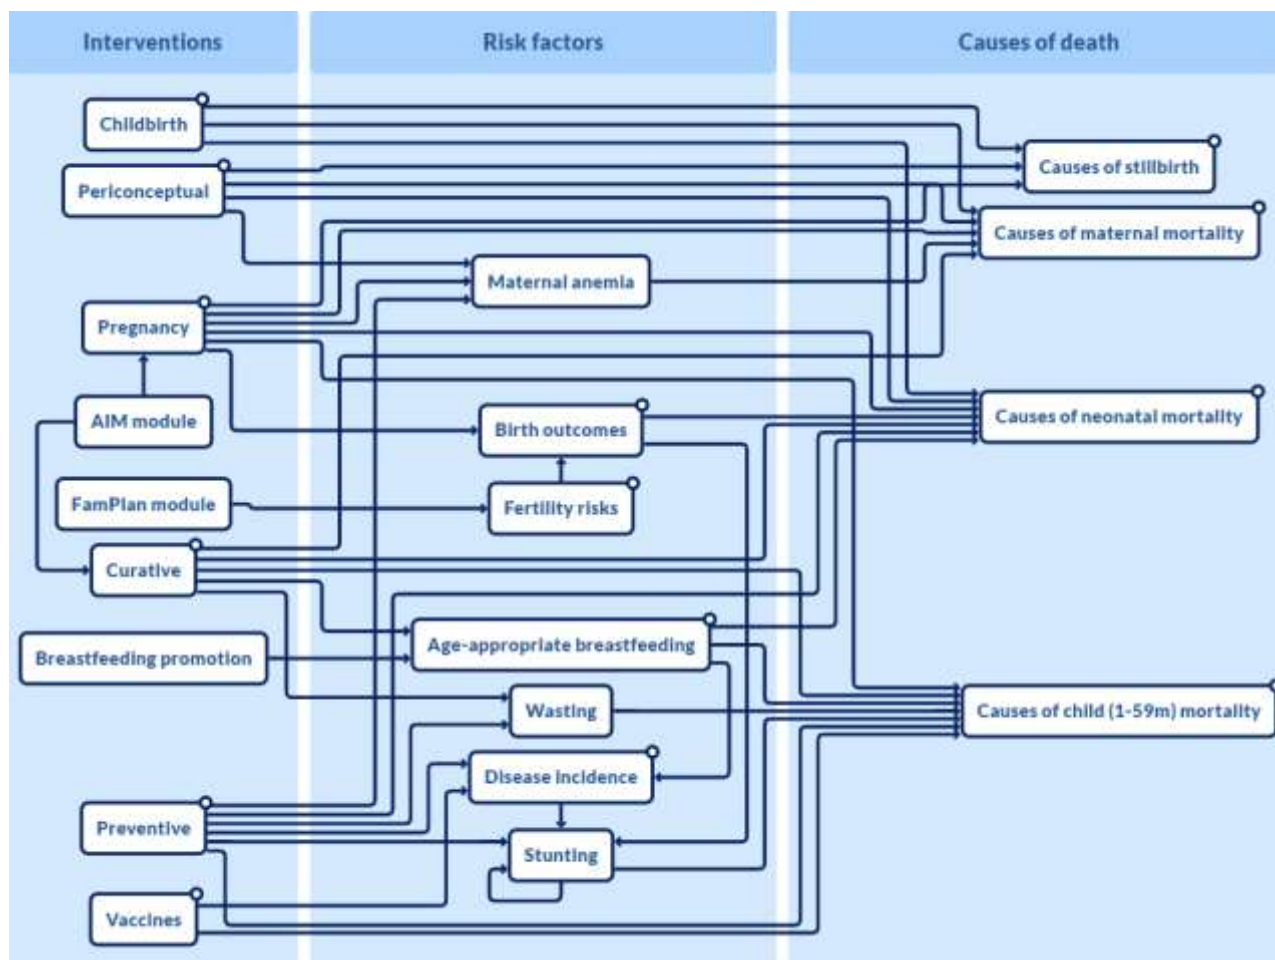 Interventions
Risk factors
Causes of death
Childbirth
Causes of stillbirth
Periconceptual
Causes of maternal mortality
Maternal anemia
Pregnancy
AIM module
Birth outcomes
Causes of neonatal mortality
FamPlan module
Fertility risks
Curative
Breastfeeding promotion
Age-appropriate breastfeeding
Wasting
Causes of child (1-59m) mortality
Disease incidence
Preventive
Stunting
Vaccines